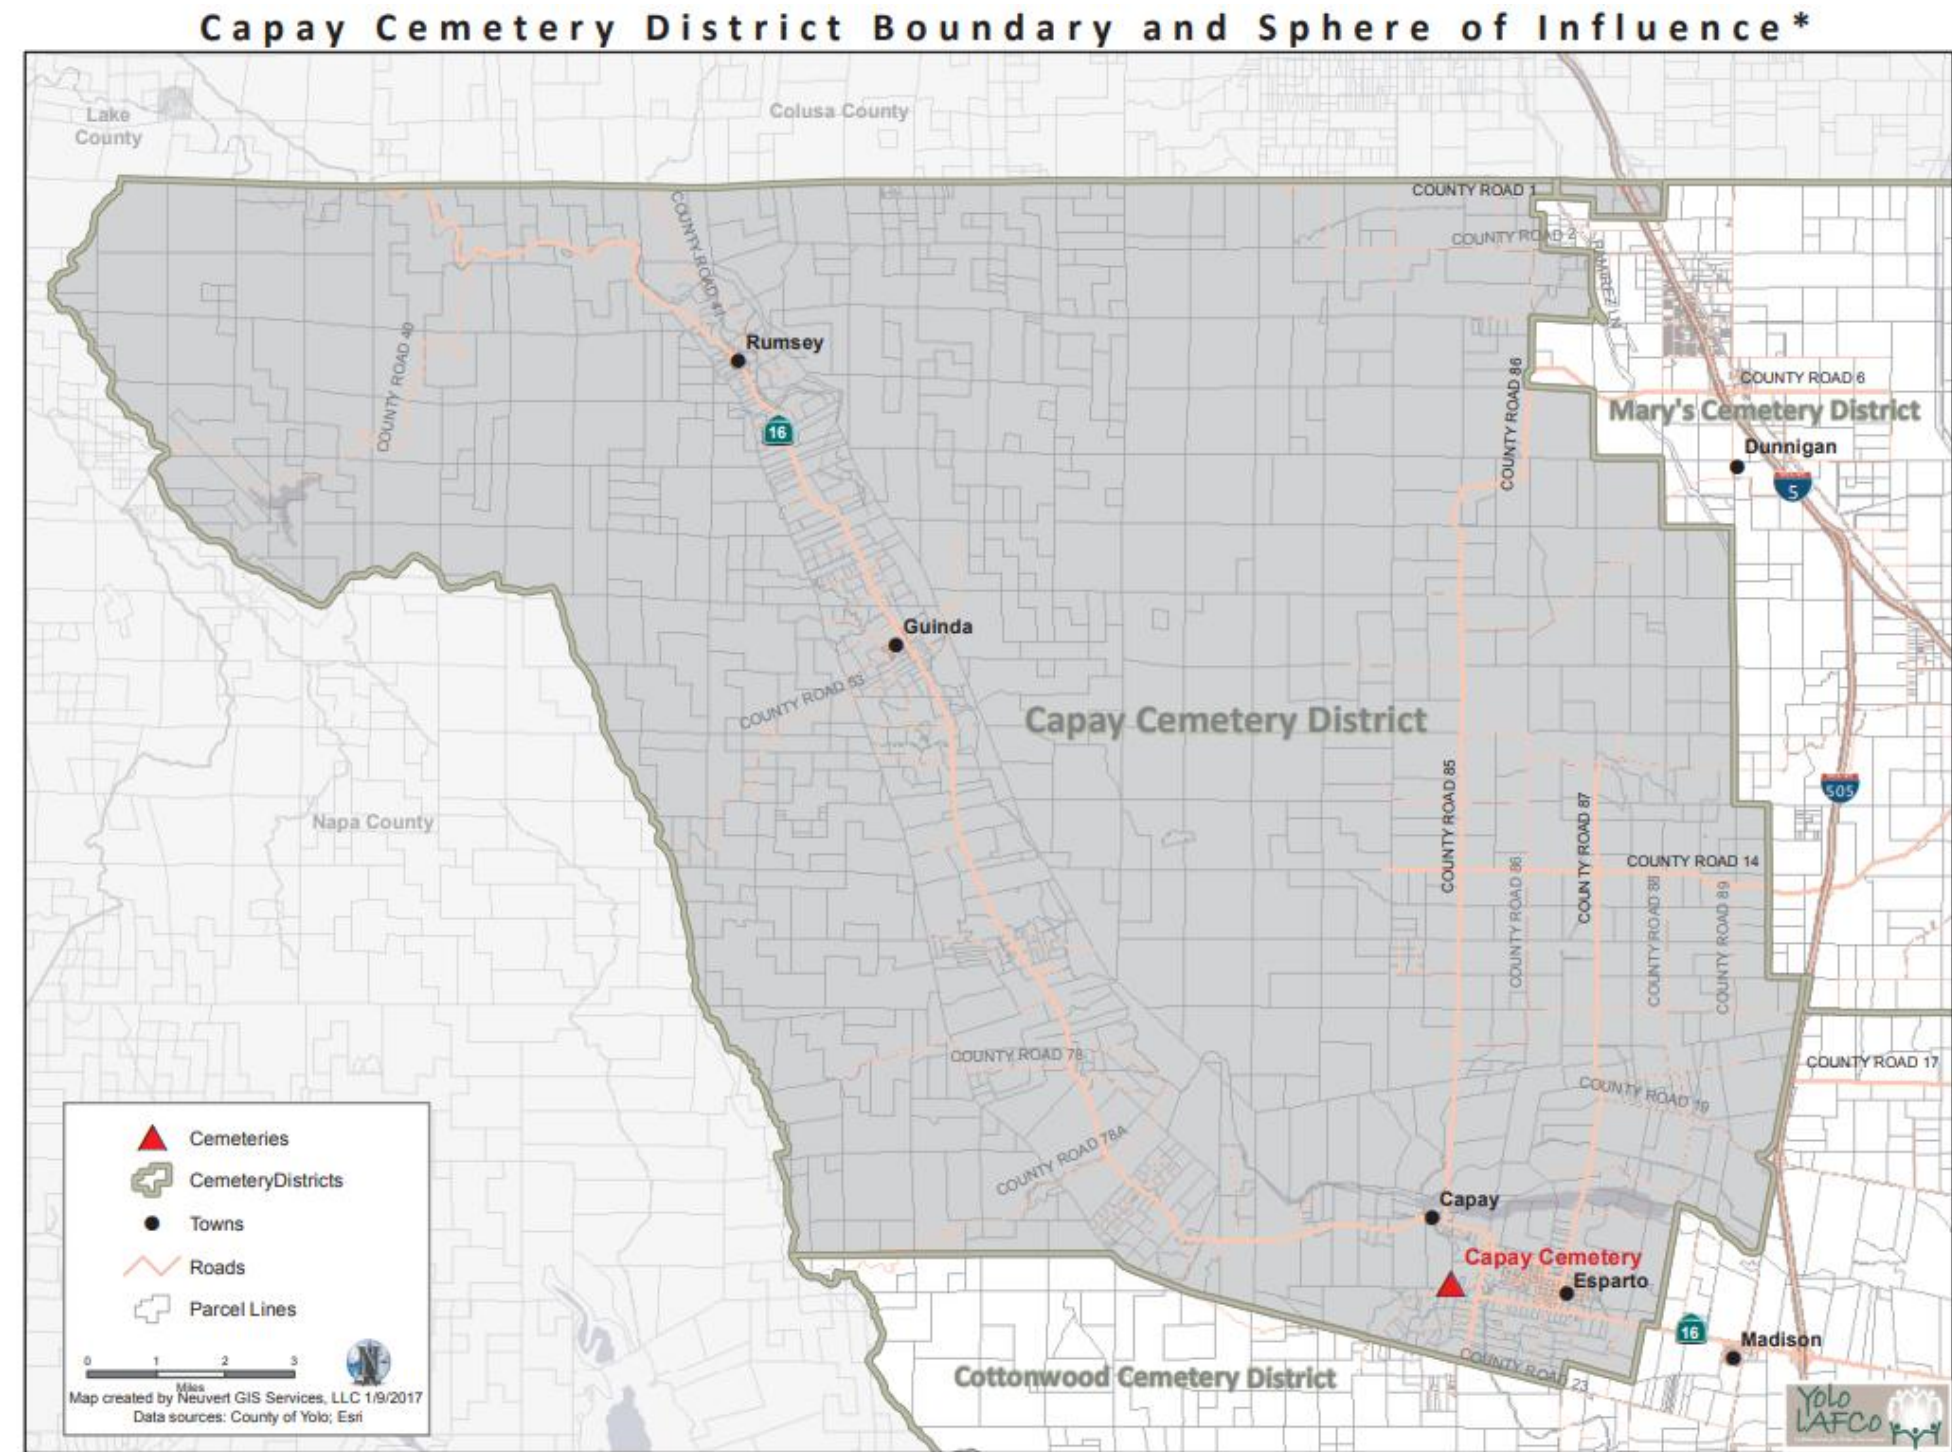 Capay Cemetery District Boundary and Sphere of Influence*
Lake
County
Colusa County
COUNTY ROAD 1
COUNTY ROAD 2
COUNTY ROAD 41
RAMIREZ LN
COUNTY ROAD 40
Rumsey
16
COUNTY ROAD 86
COUNTY ROAD 6
Mary's Cemetery District
Dunnigan
5
Guinda
COUNTY ROAD 53
Capay Cemetery District
COUNTY ROAD 85
COUNTY ROAD 87
505
Napa County
COUNTY ROAD 14
COUNTY ROAD 86
COUNTY ROAD 88
COUNTY ROAD 89
COUNTY ROAD 78
COUNTY ROAD 17
COUNTY ROAD 19
COUNTY ROAD 78A
Capay
Capay Cemetery
Esparto
16
Madison
COUNTY ROAD 23
Cottonwood Cemetery District
Cemeteries
CemeteryDistricts
Towns
Roads
Parcel Lines
0 1 2 3
Miles
N
Map created by Neuvert GIS Services, LLC 1/9/2017
Data sources: County of Yolo; Esri
Yolo
LAFCo